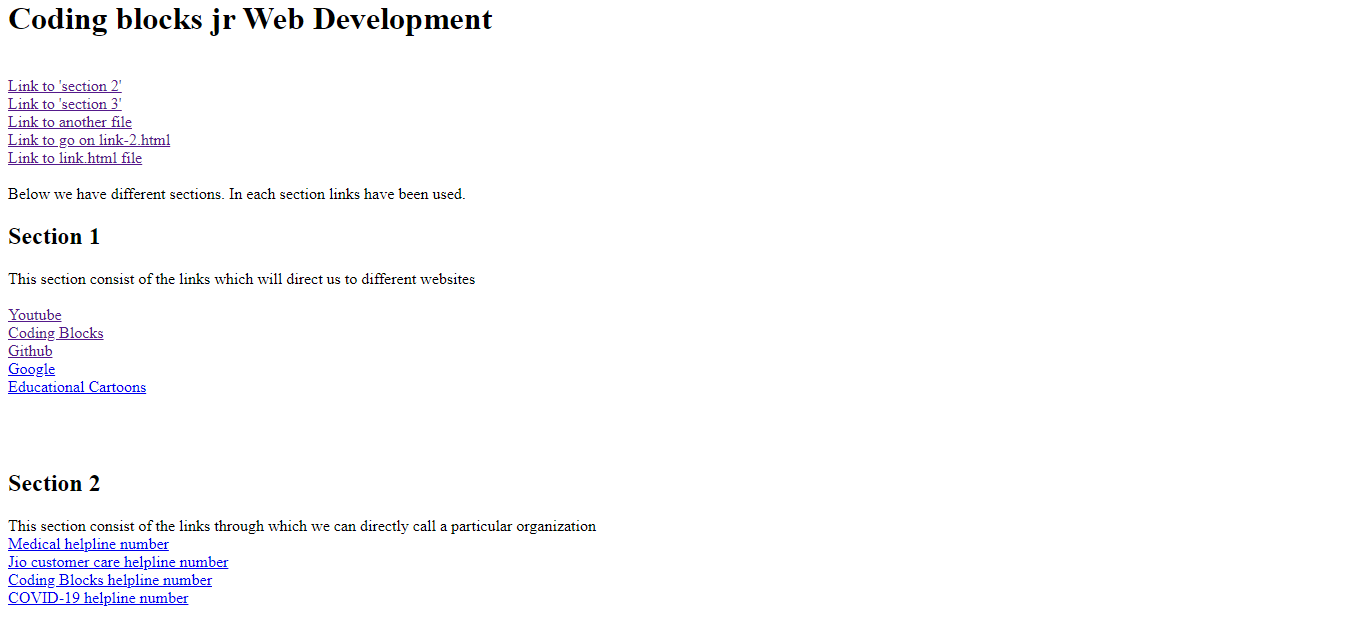 Coding blocks jr Web Development
Link to 'section 2'
Link to 'section 3'
Link to another file
Link to go on link-2.html
Link to link.html file
Below we have different sections. In each section links have been used.
Section 1
This section consist of the links which will direct us to different websites
Youtube
Coding Blocks
Github
Google
Educational Cartoons
Section 2
This section consist of the links through which we can directly call a particular organization
Medical helpline number
Jio customer care helpline number
Coding Blocks helpline number
COVID-19 helpline number